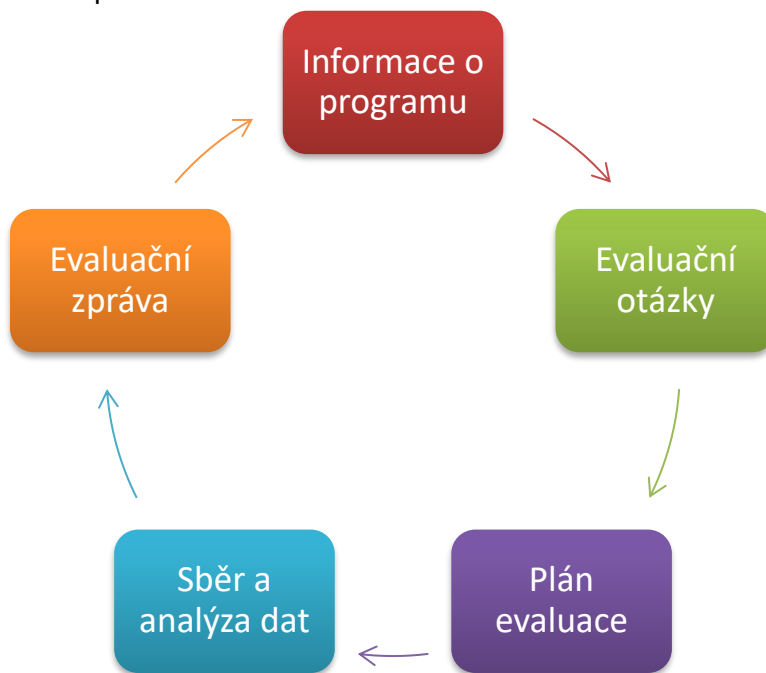 Informace o
programu
Evaluační
otázky
Plán
evaluace
Sběr a
analýza dat
Evaluační
zpráva